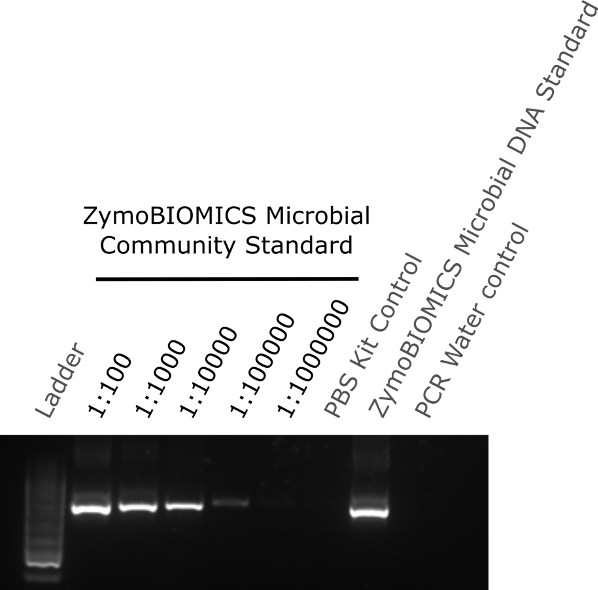 ZymoBIOMICS Microbial
Community Standard
Ladder
1:100
1:1000
1:10000
1:100000
1:1000000
PBS Kit Control
ZymoBIOMICS Microbial DNA Standard
PCR Water control